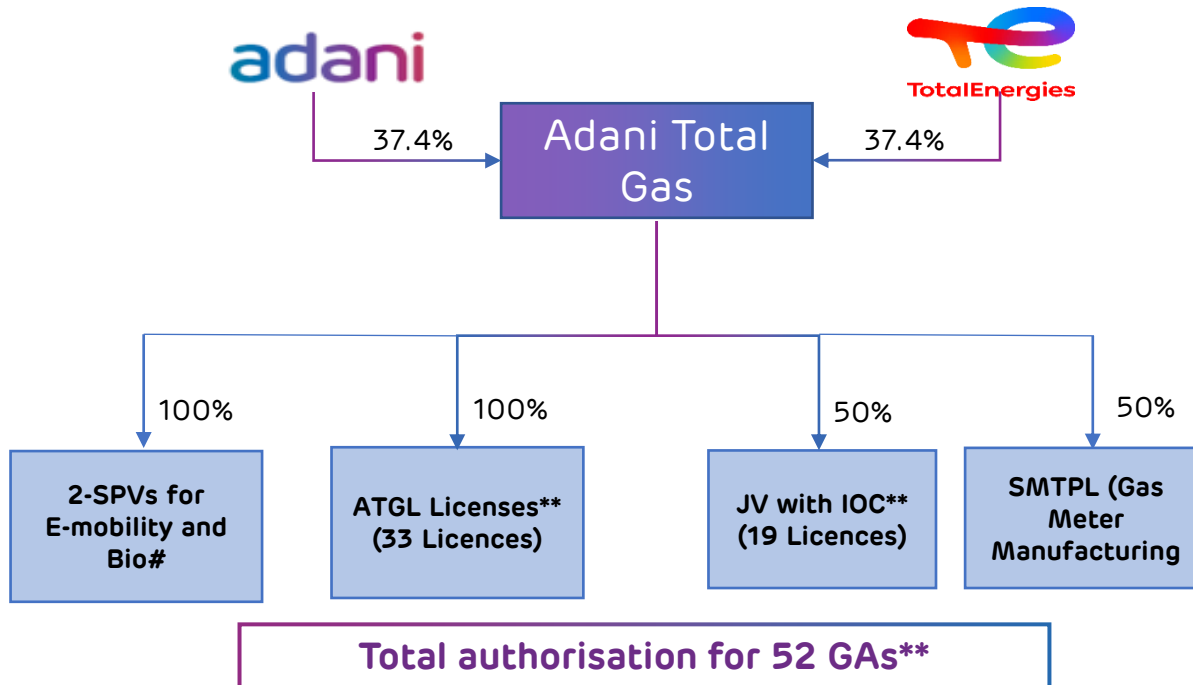 adani
TotalEnergies
37.4%
Adani Total
Gas
37.4%
100%
100%
50%
50%
2-SPVs for
E-mobility and
Bio#
ATGL Licenses**
(33 Licences)
JV with IOC**
(19 Licences)
SMTPL (Gas
Meter
Manufacturing
Total authorisation for 52 GAs**